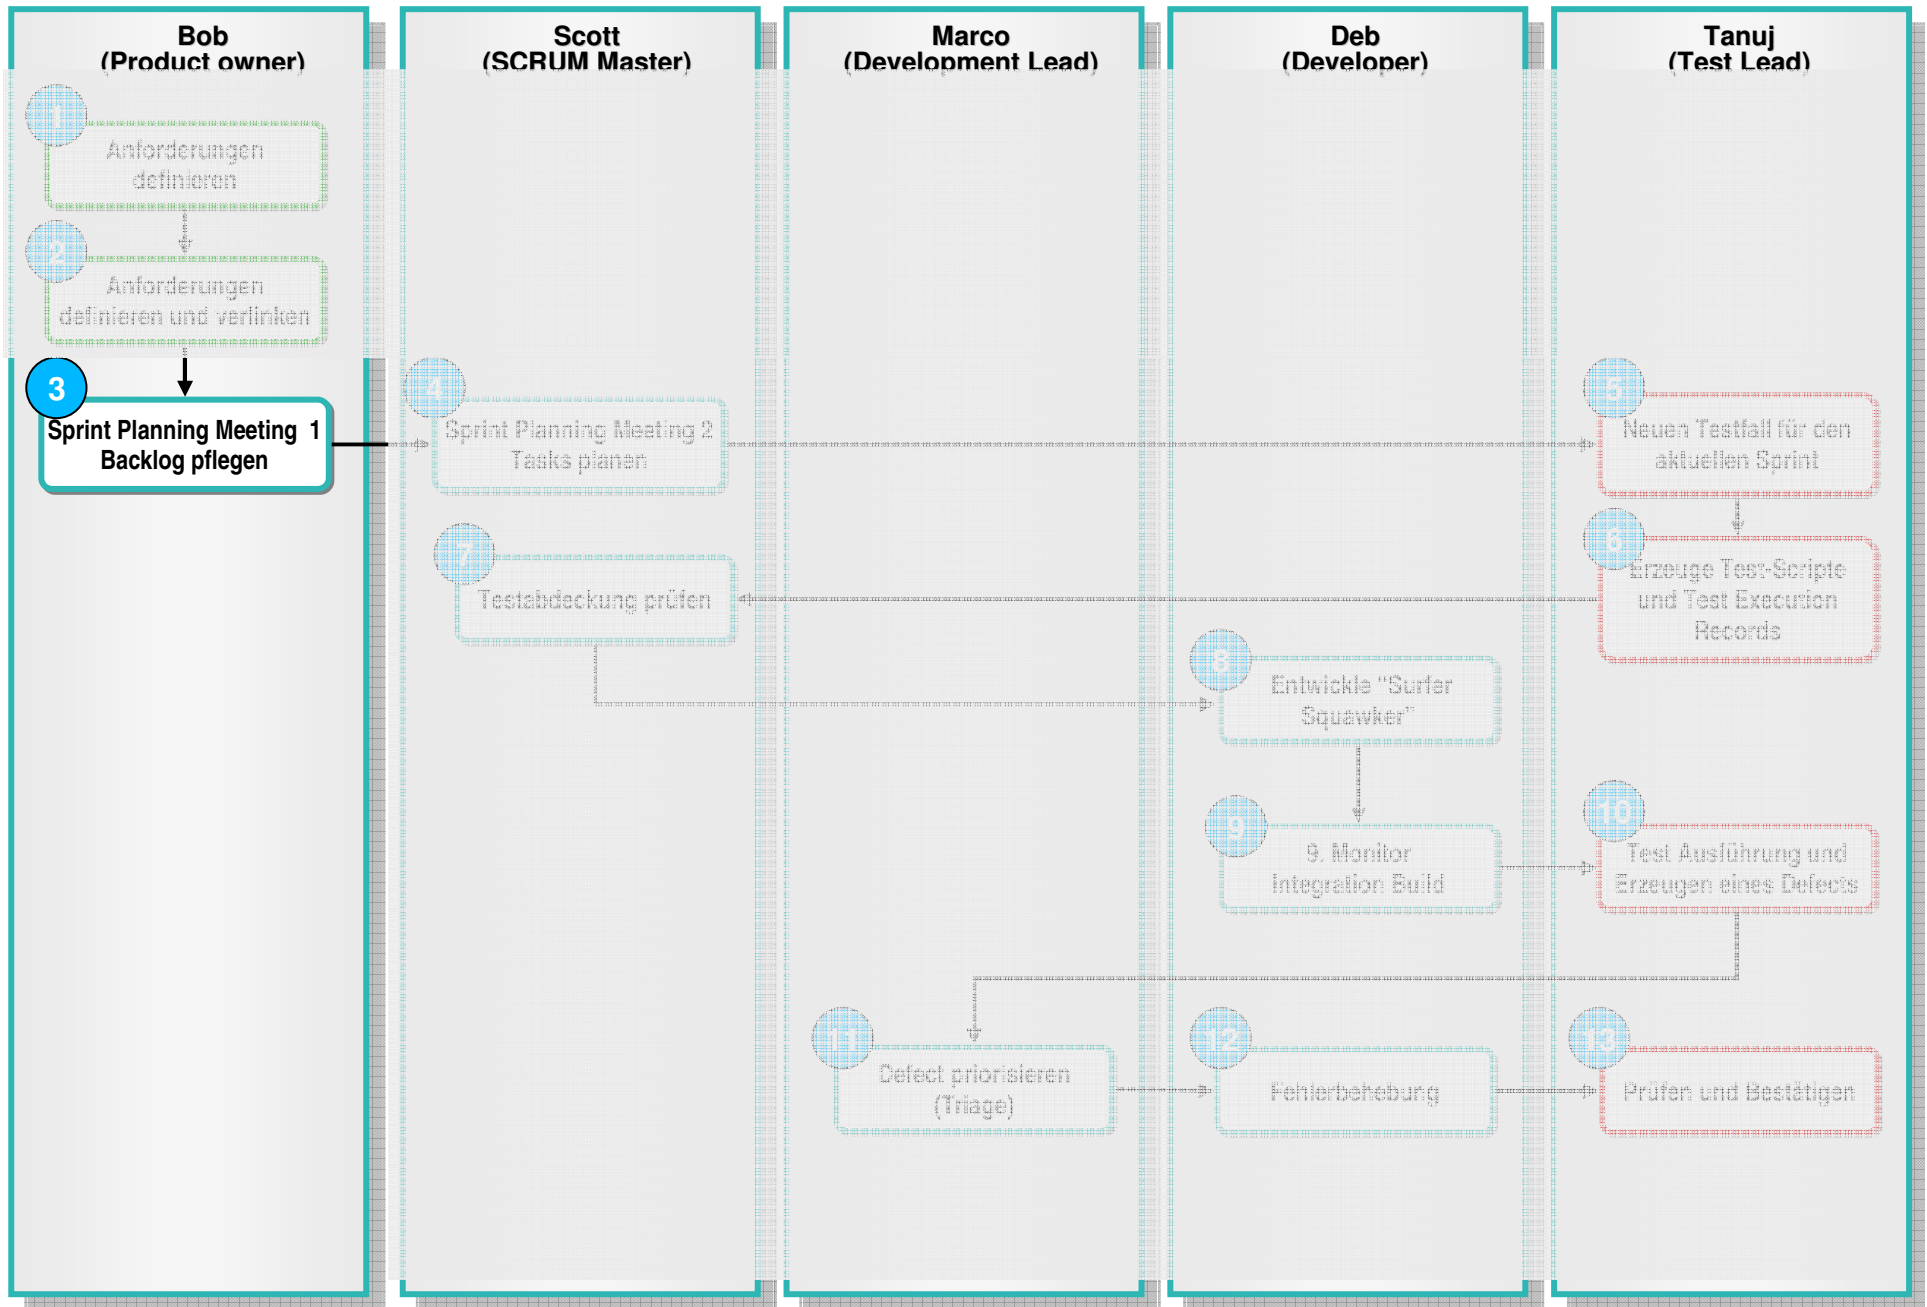 Bob
(Product owner)
Scott
(SCRUM Master)
Marco
(Development Lead)
Deb
(Developer)
Tanuj
(Test Lead)
1
Anforderungen
definieren
2
Anforderungen
definieren und verlinken
3
Sprint Planning Meeting 1
Backlog pflegen
4
Sprint Planning Meeting 2
Tasks planen
5
Neuen Testfall für den
aktuellen Sprint
6
Erzeuge Test-Scripte
und Test Execution
Records
7
Testabdeckung prüfen
8
Entwickle "Surfer
Squawker"
9
9. Monitor
Integration Build
10
Test Ausführung und
Erzeugen eines Defects
11
Defect priorisieren
(Triage)
12
Fehlerbehebung
13
Prüfen und Bestätigen